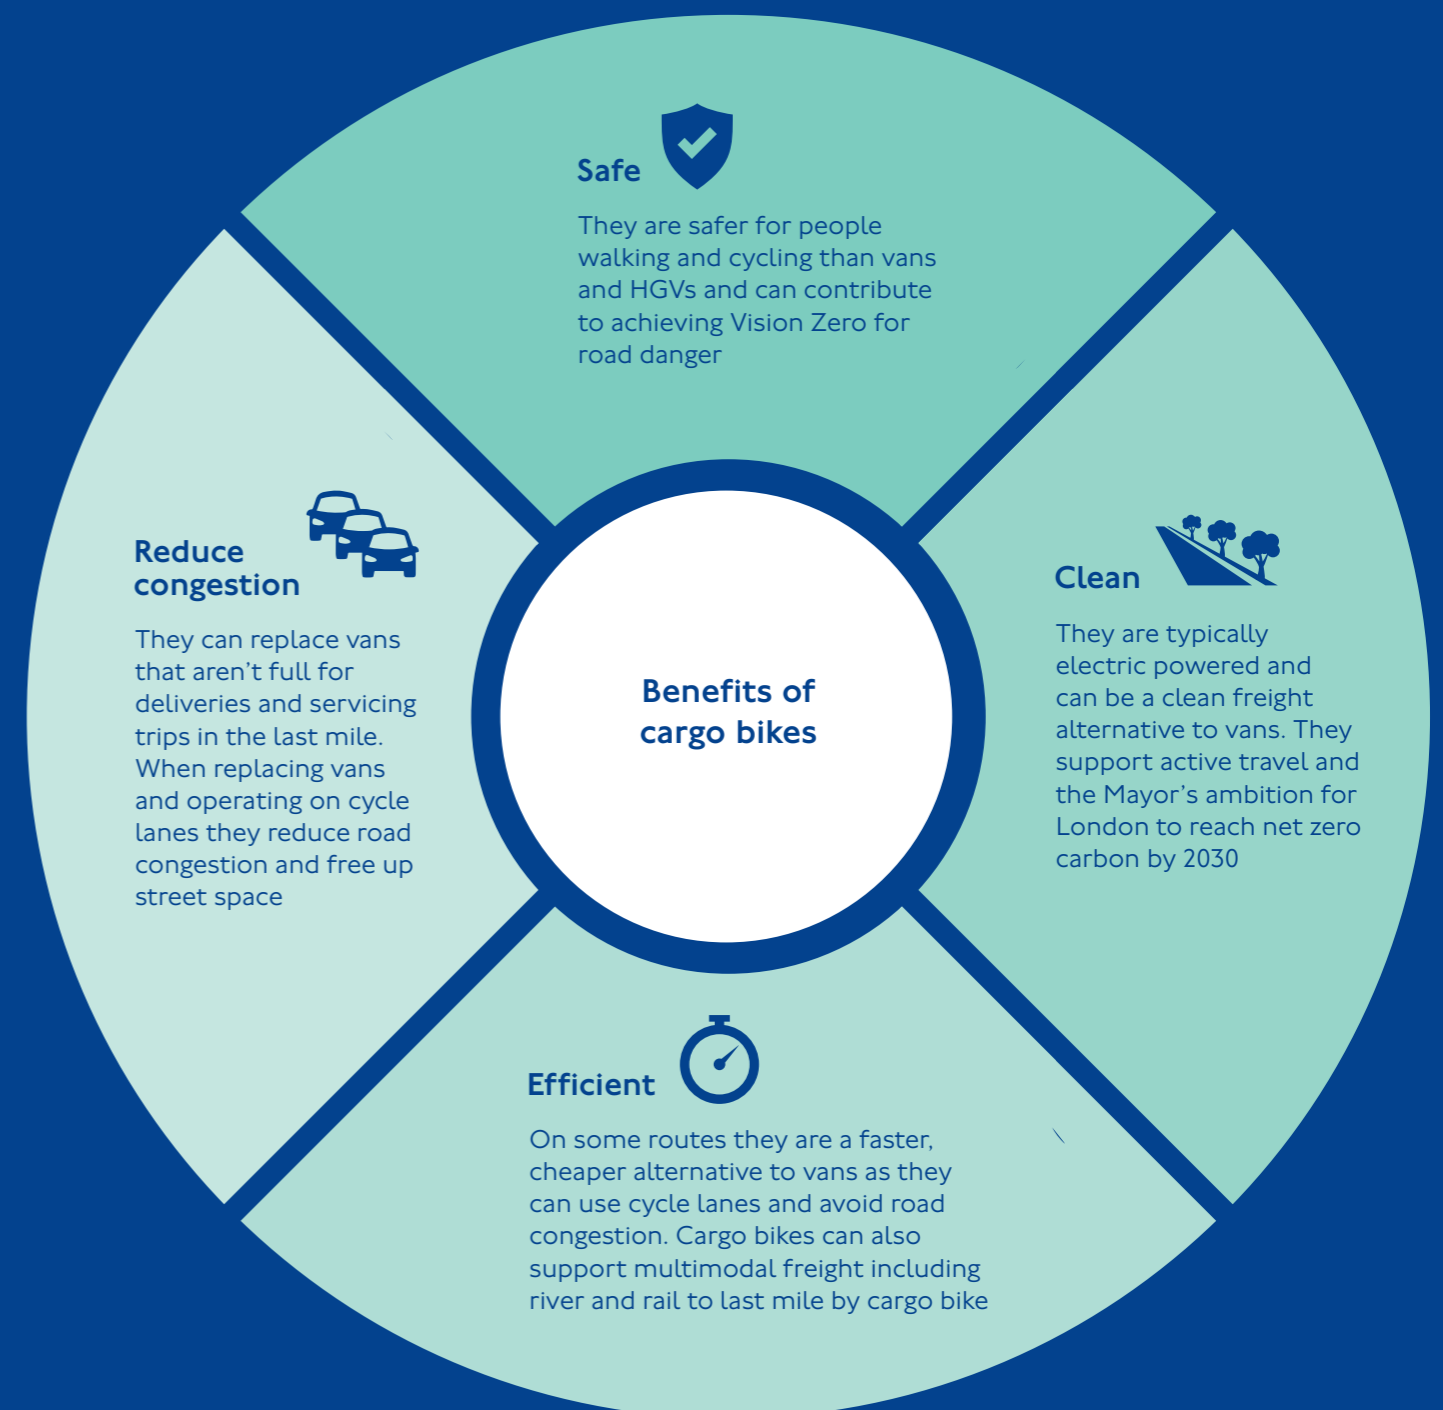 Safe
They are safer for people
walking and cycling than vans
and HGVs and can contribute
to achieving Vision Zero for
road danger
Reduce
congestion
They can replace vans
that aren't full for
deliveries and servicing
trips in the last mile.
When replacing vans
and operating on cycle
lanes they reduce road
congestion and free up
street space
Benefits of
cargo bikes
Clean
They are typically
electric powered and
can be a clean freight
alternative to vans. They
support active travel and
the Mayor's ambition for
London to reach net zero
carbon by 2030
Efficient
On some routes they are a faster,
cheaper alternative to vans as they
can use cycle lanes and avoid road
congestion. Cargo bikes can also
support multimodal freight including
river and rail to last mile by cargo bike